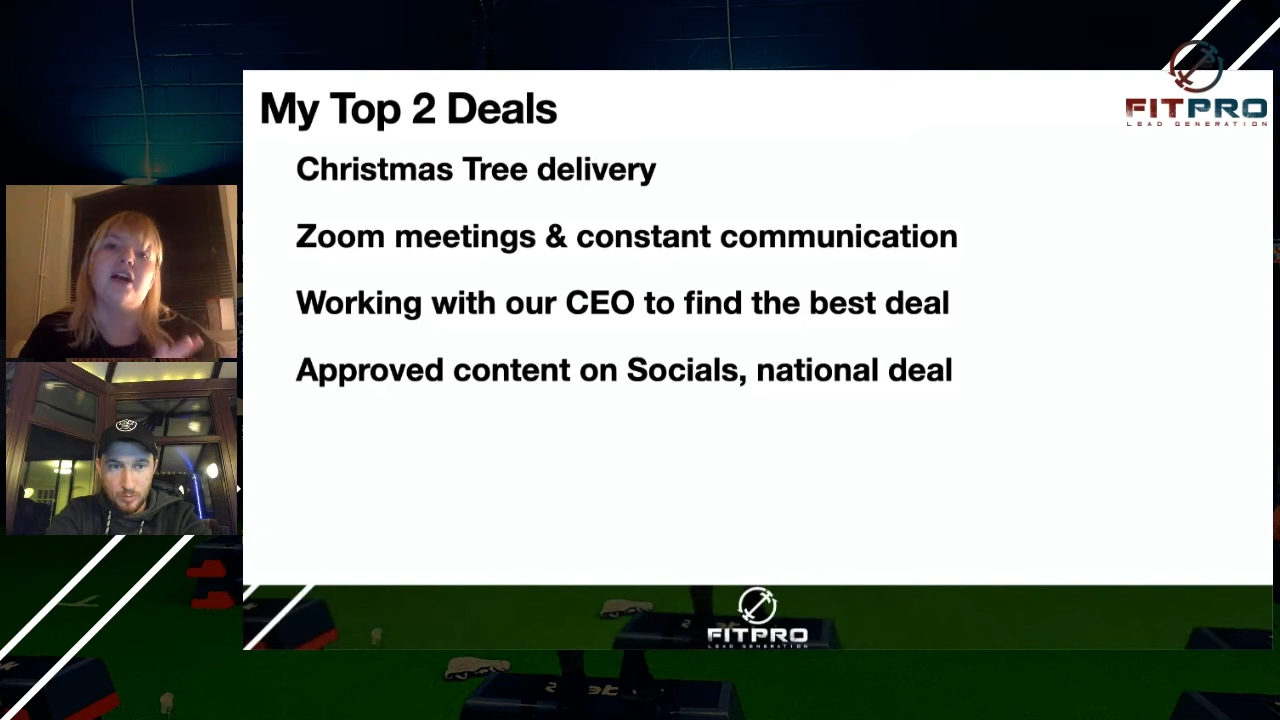 My Top 2 Deals
FITPRO
LEAD GENERATION
Christmas Tree delivery
Zoom meetings & constant communication
Working with our CEO to find the best deal
Approved content on Socials, national deal
FITPRO
LEAD GENERATION